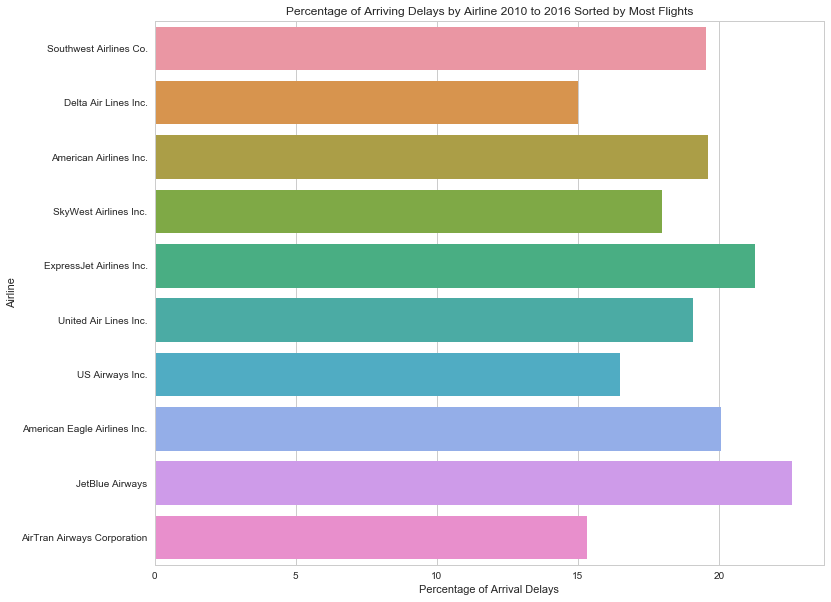 Percentage of Arriving Delays by Airline 2010 to 2016 Sorted by Most Flights
Southwest Airlines Co.
Delta Air Lines Inc.
American Airlines Inc.
SkyWest Airlines Inc.
ExpressJet Airlines Inc.
United Air Lines Inc.
US Airways Inc.
American Eagle Airlines Inc.
JetBlue Airways
AirTran Airways Corporation
Airline
0 5 10 15 20
Percentage of Arrival Delays